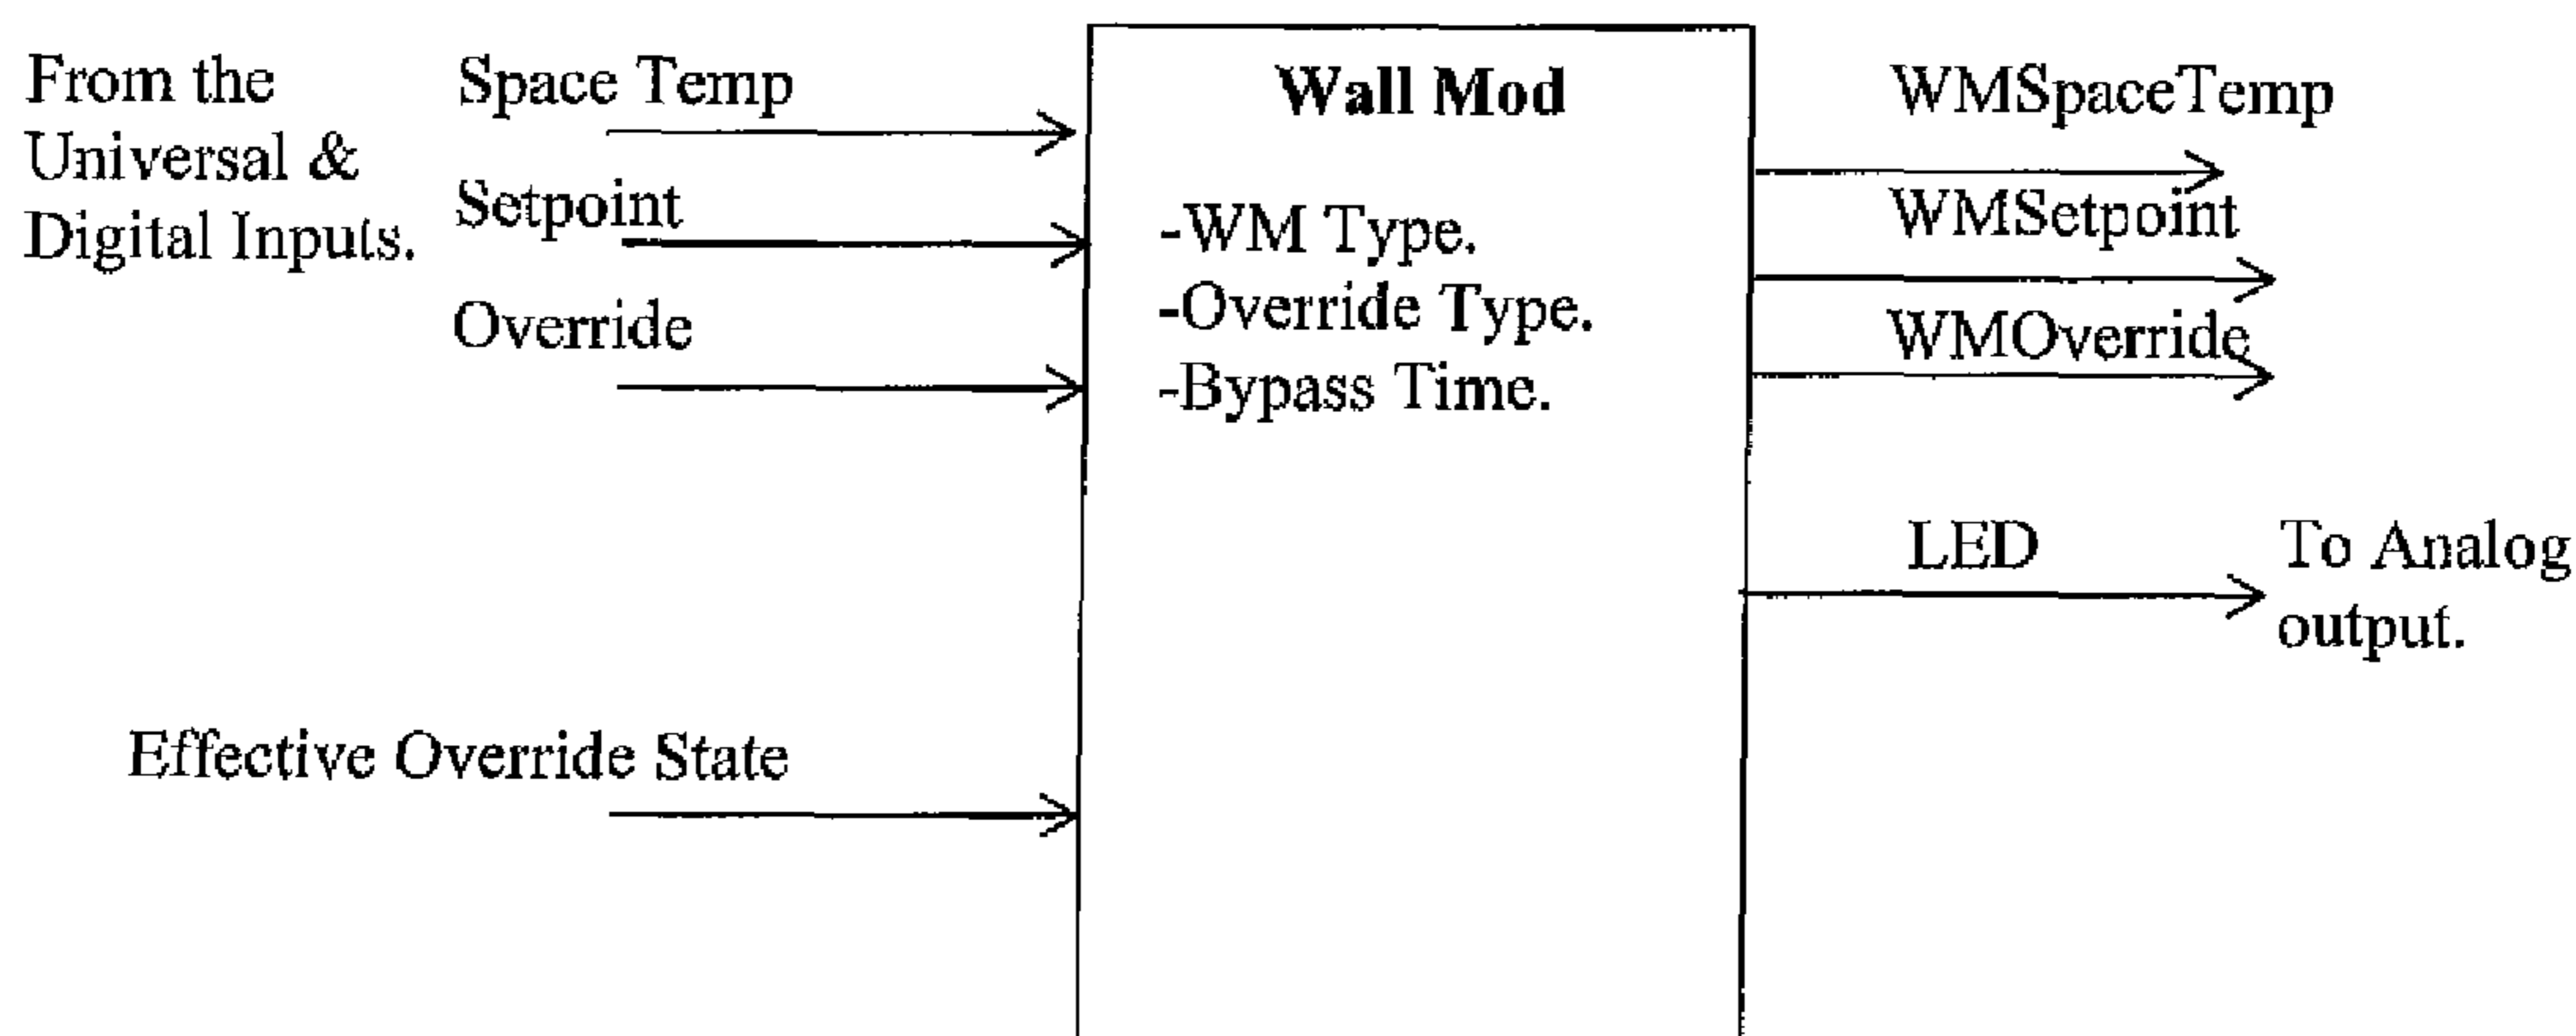 From the
Universal &
Digital Inputs.
Space Temp
Setpoint
Override
Effective Override State
Wall Mod
-WM Type.
-Override Type.
-Bypass Time.
WMSpaceTemp
WMSetpoint
WMOverride
LED
To Analog
output.